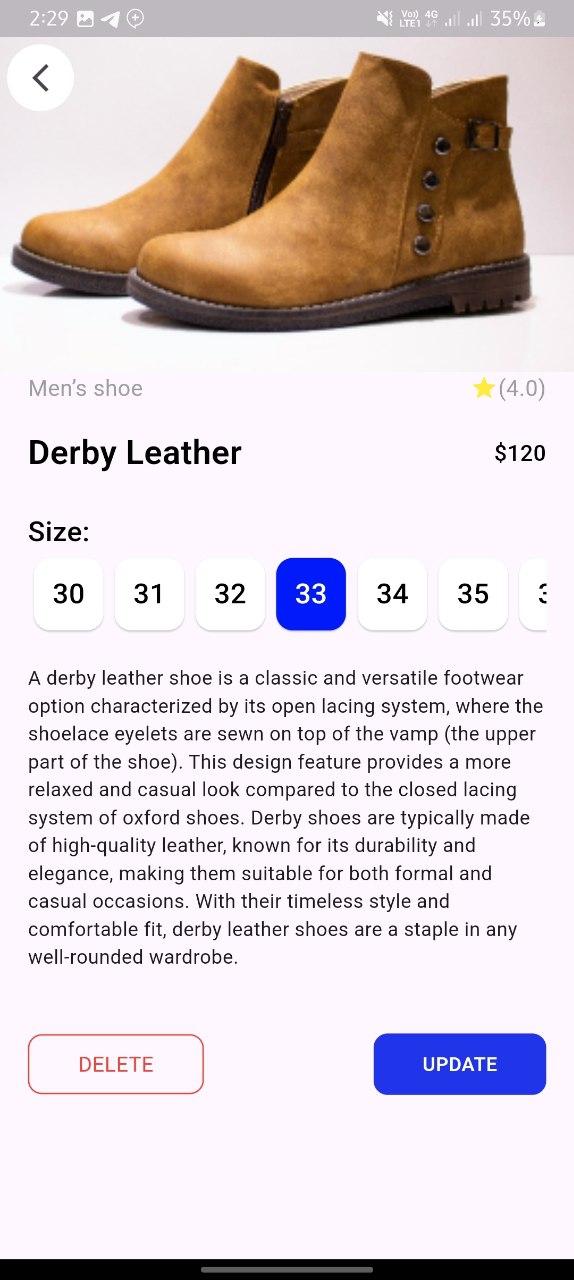 2:29 Vo)) LTE1 4G 35%
Men’s shoe ⭐(4.0)
Derby Leather $120
Size:
30 31 32 33 34 35
A derby leather shoe is a classic and versatile footwear
option characterized by its open lacing system, where the
shoelace eyelets are sewn on top of the vamp (the upper
part of the shoe). This design feature provides a more
relaxed and casual look compared to the closed lacing
system of oxford shoes. Derby shoes are typically made
of high-quality leather, known for its durability and
elegance, making them suitable for both formal and
casual occasions. With their timeless style and
comfortable fit, derby leather shoes are a staple in any
well-rounded wardrobe.
DELETE UPDATE